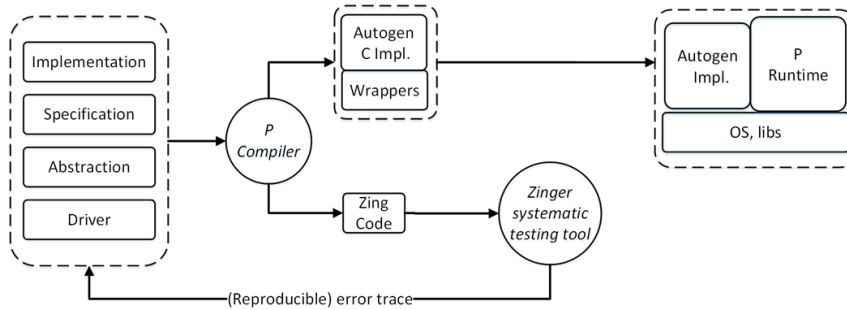 Implementation
Specification
Abstraction
Driver
P
Compiler
Autogen
C Impl.
Wrappers
Autogen
Impl.
P
Runtime
OS, libs
Zing
Code
Zinger
systematic
testing tool
(Reproducible) error trace